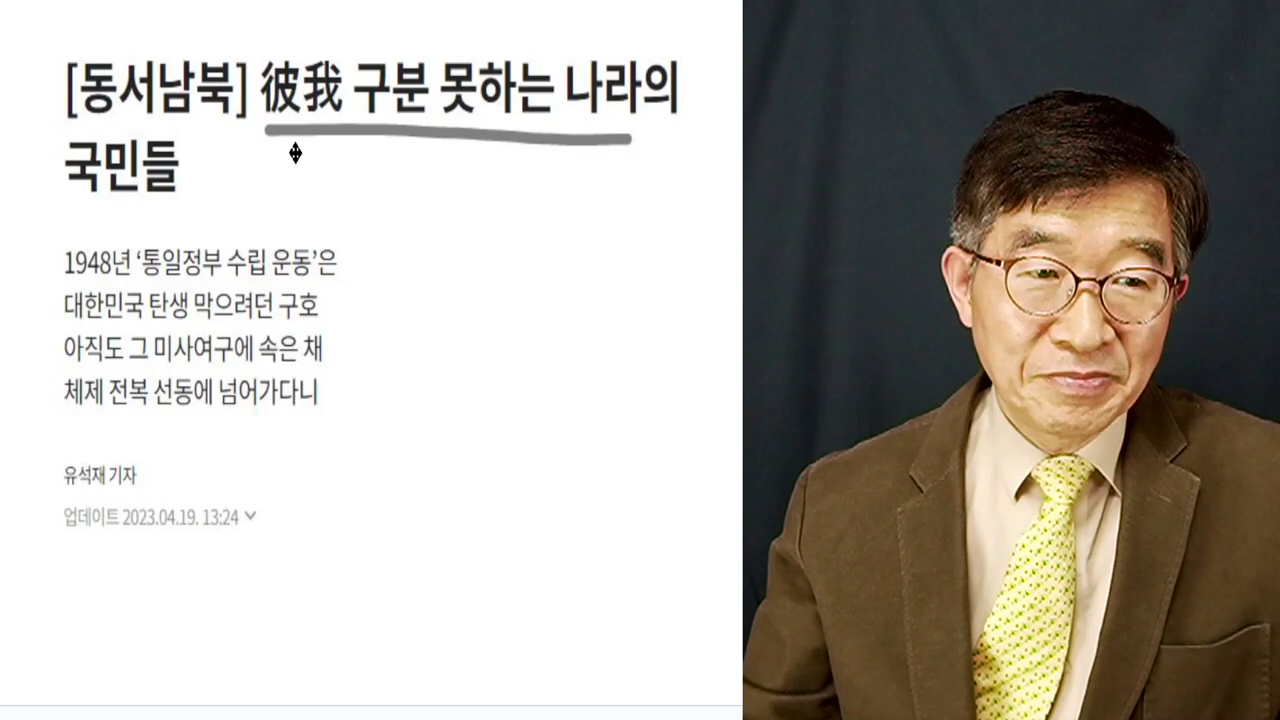 [동서남북] 彼我 구분 못하는 나라의
국민들
1948년 ‘통일정부 수립 운동’은
대한민국 탄생 막으려던 구호
아직도 그 미사여구에 속은 채
체제 전복 선동에 넘어가다니
유석재 기자
업데이트 2023.04.19. 13:24